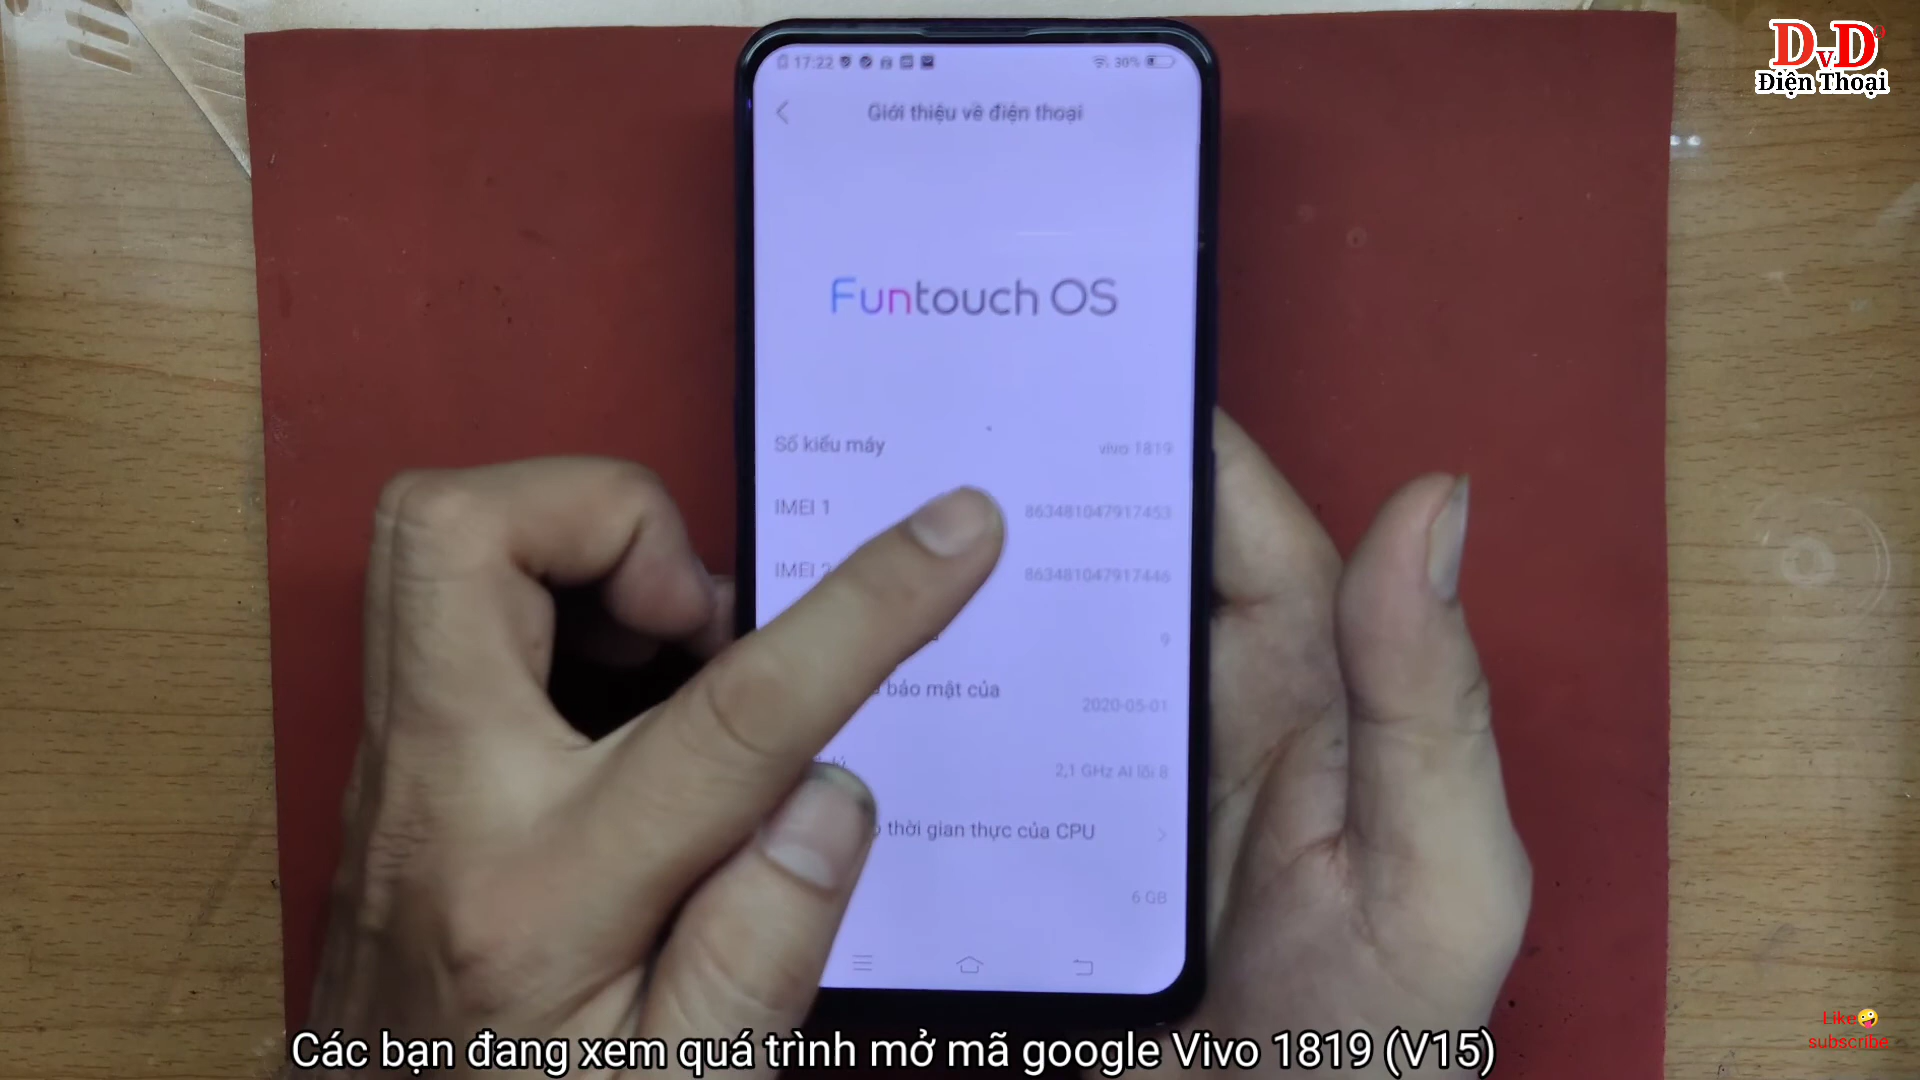 DvD
Điện Thoại
17:22
30%
Giới thiệu về điện thoại
Funtouch OS
Số kiểu máy
vivo 1819
IMEI 1
863481047917453
IMEI 2
863481047917446
9
bảo mật của
2020-05-01
2,1 GHz AI lõi 8
thời gian thực của CPU
6 GB
Like
subscribe
Các bạn đang xem quá trình mở mã google Vivo 1819 (V15)